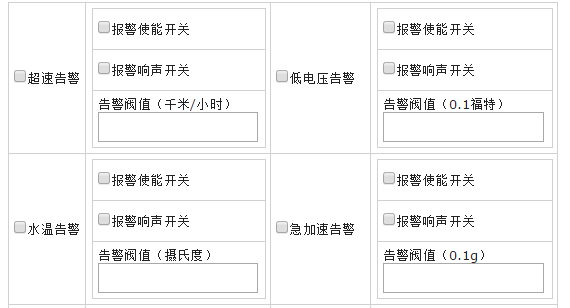 超速告警
报警使能开关
报警响声开关
告警阀值（千米/小时）
低电压告警
报警使能开关
报警响声开关
告警阀值（0.1福特）
水温告警
报警使能开关
报警响声开关
告警阀值（摄氏度）
急加速告警
报警使能开关
报警响声开关
告警阀值（0.1g）